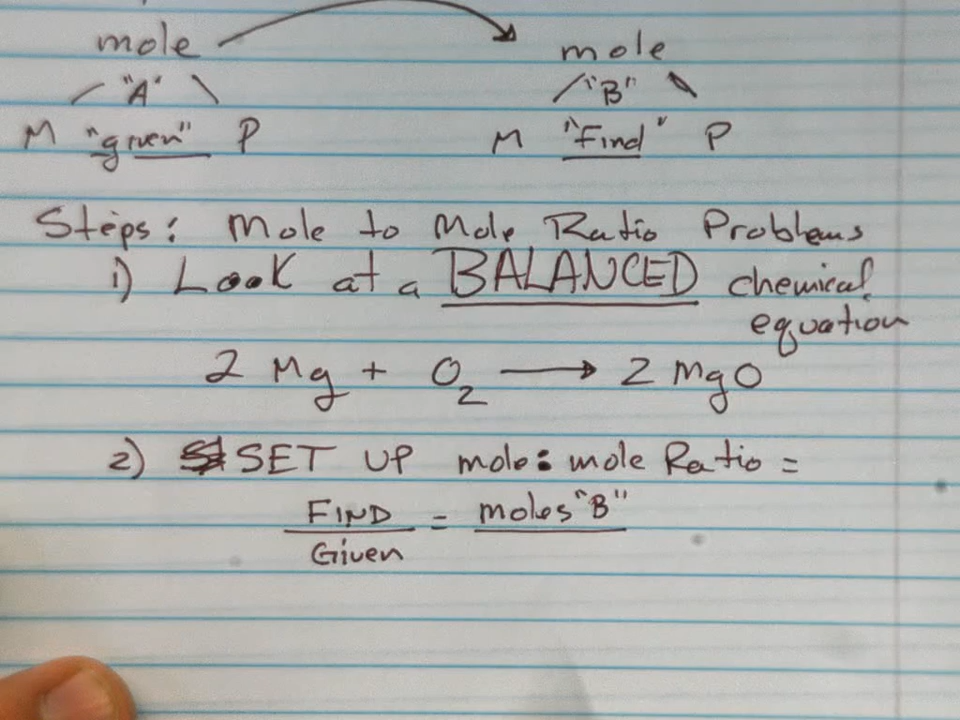 mole mole
"A" "B"
M "given" P M "Find" P
Steps: Mole to Mole Ratio Problems
1) Look at a BALANCED chemical
equation
2 Mg + O₂ ⟶ 2 MgO
2) SET UP mole:mole Ratio =
FIND = moles "B"
Given